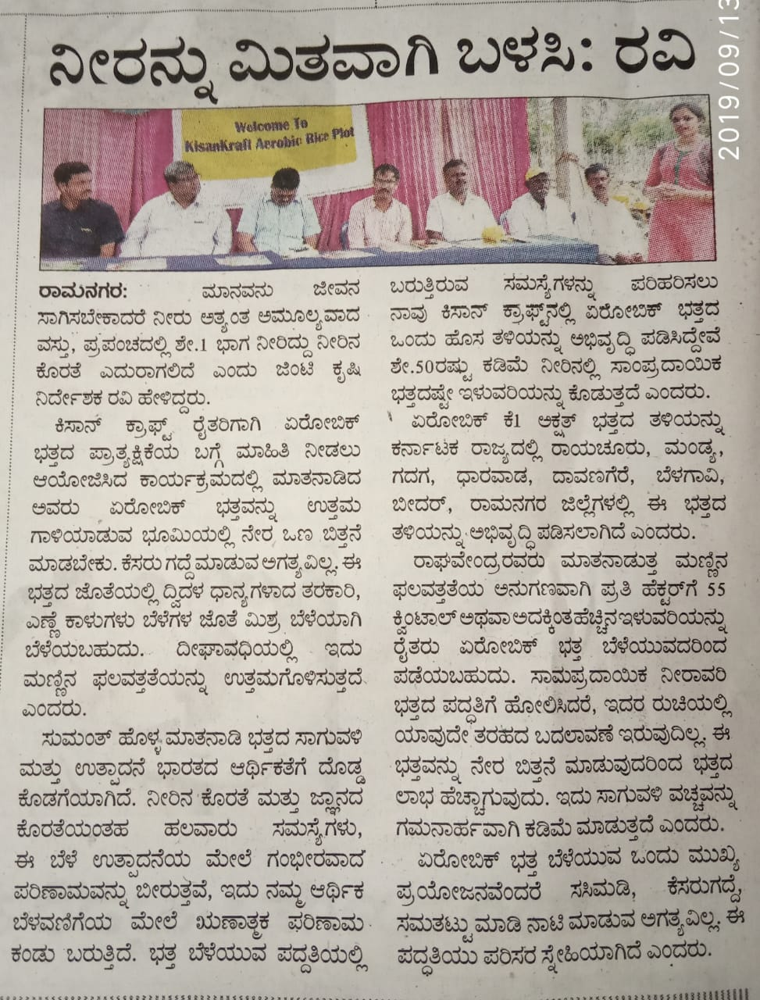 ನೀರನ್ನು ಮಿತವಾಗಿ ಬಳಸಿ: ರವಿ
2019/09/13
Welcome To
KisanKraft Aerobic Rice Plot
ರಾಮನಗರ: ಮಾನವನು ಜೀವನ
ಸಾಗಿಸಬೇಕಾದರೆ ನೀರು ಅತ್ಯಂತ ಅಮೂಲ್ಯವಾದ
ವಸ್ತು, ಪ್ರಪಂಚದಲ್ಲಿ ಶೇ.1 ಭಾಗ ನೀರಿದ್ದು ನೀರಿನ
ಕೊರತೆ ಎದುರಾಗಲಿದೆ ಎಂದು ಜಿಂಟಿ ಕೃಷಿ
ನಿರ್ದೇಶಕ ರವಿ ಹೇಳಿದ್ದರು.
ಕಿಸಾನ್ ಕ್ರಾಫ್ಟ್ ರೈತರಿಗಾಗಿ ಏರೋಬಿಕ್
ಭತ್ತದ ಪ್ರಾತ್ಯಕ್ಷಿಕೆಯ ಬಗ್ಗೆ ಮಾಹಿತಿ ನೀಡಲು
ಆಯೋಜಿಸಿದ ಕಾರ್ಯಕ್ರಮದಲ್ಲಿ ಮಾತನಾಡಿದ
ಅವರು ಏರೋಬಿಕ್ ಭತ್ತವನ್ನು ಉತ್ತಮ
ಗಾಳಿಯಾಡುವ ಭೂಮಿಯಲ್ಲಿ ನೇರ ಒಣ ಬಿತ್ತನೆ
ಮಾಡಬೇಕು. ಕೆಸರು ಗದ್ದೆ ಮಾಡುವ ಅಗತ್ಯವಿಲ್ಲ. ಈ
ಭತ್ತದ ಜೊತೆಯಲ್ಲಿ ದ್ವಿದಳ ಧಾನ್ಯಗಳಾದ ತರಕಾರಿ,
ಎಣ್ಣೆ ಕಾಳುಗಳು ಬೆಳೆಗಳ ಜೊತೆ ಮಿಶ್ರ ಬೆಳೆಯಾಗಿ
ಬೆಳೆಯಬಹುದು. ದೀರ್ಘಾವಧಿಯಲ್ಲಿ ಇದು
ಮಣ್ಣಿನ ಫಲವತ್ತತೆಯನ್ನು ಉತ್ತಮಗೊಳಿಸುತ್ತದೆ
ಎಂದರು.
ಸುಮಂತ್ ಹೊಳ್ಳ ಮಾತನಾಡಿ ಭತ್ತದ ಸಾಗುವಳಿ
ಮತ್ತು ಉತ್ಪಾದನೆ ಭಾರತದ ಆರ್ಥಿಕತೆಗೆ ದೊಡ್ಡ
ಕೊಡಗೆಯಾಗಿದೆ. ನೀರಿನ ಕೊರತೆ ಮತ್ತು ಜ್ಞಾನದ
ಕೊರತೆಯಂತಹ ಹಲವಾರು ಸಮಸ್ಯೆಗಳು,
ಈ ಬೆಳೆ ಉತ್ಪಾದನೆಯ ಮೇಲೆ ಗಂಭೀರವಾದ
ಪರಿಣಾಮವನ್ನು ಬೀರುತ್ತವೆ, ಇದು ನಮ್ಮ ಆರ್ಥಿಕ
ಬೆಳವಣಿಗೆಯ ಮೇಲೆ ಋಣಾತ್ಮಕ ಪರಿಣಾಮ
ಕಂಡು ಬರುತ್ತಿದೆ. ಭತ್ತ ಬೆಳೆಯುವ ಪದ್ಧತಿಯಲ್ಲಿ
ಬರುತ್ತಿರುವ ಸಮಸ್ಯೆಗಳನ್ನು ಪರಿಹರಿಸಲು
ನಾವು ಕಿಸಾನ್ ಕ್ರಾಫ್ಟ್‌ನಲ್ಲಿ ಏರೋಬಿಕ್ ಭತ್ತದ
ಒಂದು ಹೊಸ ತಳಿಯನ್ನು ಅಭಿವೃದ್ಧಿ ಪಡಿಸಿದ್ದೇವೆ
ಶೇ.50ರಷ್ಟು ಕಡಿಮೆ ನೀರಿನಲ್ಲಿ ಸಾಂಪ್ರದಾಯಿಕ
ಭತ್ತದಷ್ಟೇ ಇಳುವರಿಯನ್ನು ಕೊಡುತ್ತದೆ ಎಂದರು.
ಏರೋಬಿಕ್ ಕೆ1 ಅಕ್ಷತ್ ಭತ್ತದ ತಳಿಯನ್ನು
ಕರ್ನಾಟಕ ರಾಜ್ಯದಲ್ಲಿ ರಾಯಚೂರು, ಮಂಡ್ಯ,
ಗದಗ, ಧಾರವಾಡ, ದಾವಣಗೆರೆ, ಬೆಳಗಾವಿ,
ಬೀದರ್, ರಾಮನಗರ ಜಿಲ್ಲೆಗಳಲ್ಲಿ ಈ ಭತ್ತದ
ತಳಿಯನ್ನು ಅಭಿವೃದ್ಧಿ ಪಡಿಸಲಾಗಿದೆ ಎಂದರು.
ರಾಘವೇಂದ್ರರವರು ಮಾತನಾಡುತ್ತ ಮಣ್ಣಿನ
ಫಲವತ್ತತೆಯ ಅನುಗಣವಾಗಿ ಪ್ರತಿ ಹೆಕ್ಟರ್‌ಗೆ 55
ಕ್ವಿಂಟಾಲ್ ಅಥವಾ ಅದಕ್ಕಿಂತ ಹೆಚ್ಚಿನ ಇಳುವರಿಯನ್ನು
ರೈತರು ಏರೋಬಿಕ್ ಭತ್ತ ಬೆಳೆಯುವದರಿಂದ
ಪಡೆಯಬಹುದು. ಸಾಮಪ್ರದಾಯಿಕ ನೀರಾವರಿ
ಭತ್ತದ ಪದ್ಧತಿಗೆ ಹೋಲಿಸಿದರೆ, ಇದರ ರುಚಿಯಲ್ಲಿ
ಯಾವುದೇ ತರಹದ ಬದಲಾವಣೆ ಇರುವುದಿಲ್ಲ. ಈ
ಭತ್ತವನ್ನು ನೇರ ಬಿತ್ತನೆ ಮಾಡುವುದರಿಂದ ಭತ್ತದ
ಲಾಭ ಹೆಚ್ಚಾಗುವುದು. ಇದು ಸಾಗುವಳಿ ವಚ್ಚವನ್ನು
ಗಮನಾರ್ಹವಾಗಿ ಕಡಿಮೆ ಮಾಡುತ್ತದೆ ಎಂದರು.
ಏರೋಬಿಕ್ ಭತ್ತ ಬೆಳೆಯುವ ಒಂದು ಮುಖ್ಯ
ಪ್ರಯೋಜನವೆಂದರೆ ಸಸಿಮಡಿ, ಕೆಸರುಗದ್ದೆ,
ಸಮತಟ್ಟು ಮಾಡಿ ನಾಟಿ ಮಾಡುವ ಅಗತ್ಯವಿಲ್ಲ. ಈ
ಪದ್ಧತಿಯು ಪರಿಸರ ಸ್ನೇಹಿಯಾಗಿದೆ ಎಂದರು.